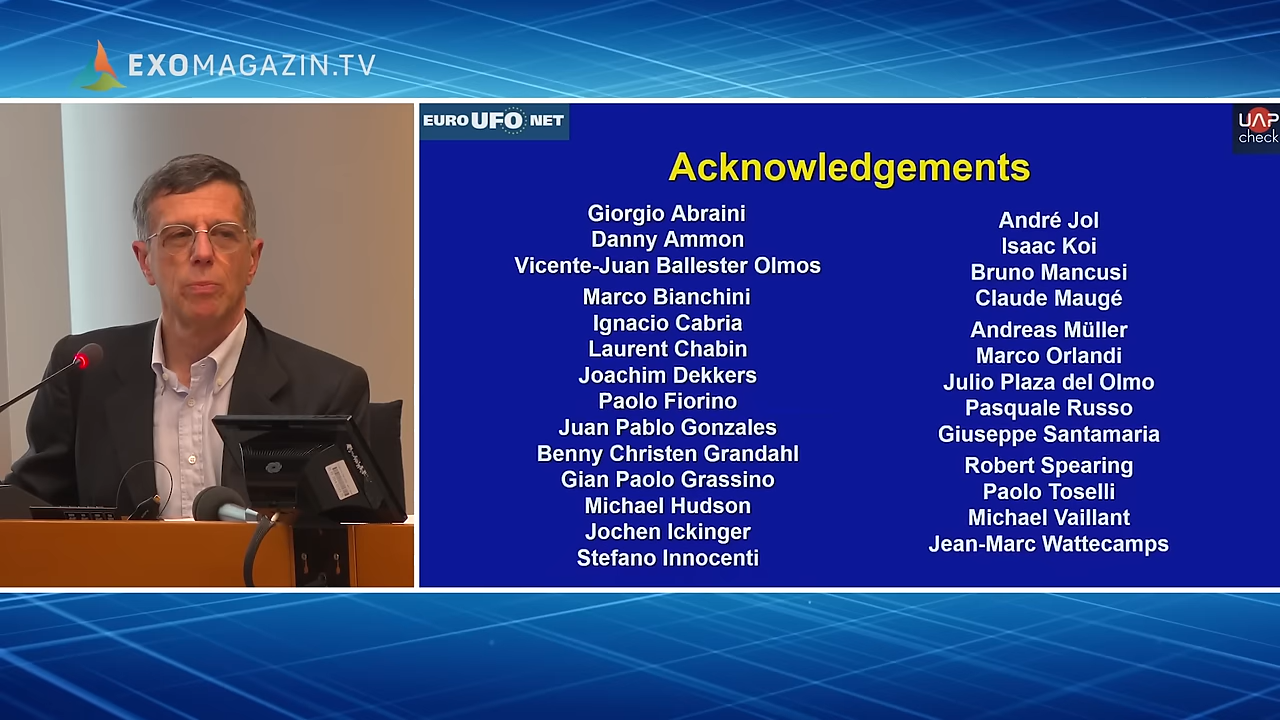 EXOMAGAZIN.TV
EURO UFO NET
UAP
check
Acknowledgements
Giorgio Abraini
Danny Ammon
Vicente-Juan Ballester Olmos
Marco Bianchini
Ignacio Cabria
Laurent Chabin
Joachim Dekkers
Paolo Fiorino
Juan Pablo Gonzales
Benny Christen Grandahl
Gian Paolo Grassino
Michael Hudson
Jochen Ickinger
Stefano Innocenti
André Jol
Isaac Koi
Bruno Mancusi
Claude Maugé
Andreas Müller
Marco Orlandi
Julio Plaza del Olmo
Pasquale Russo
Giuseppe Santamaria
Robert Spearing
Paolo Toselli
Michael Vaillant
Jean-Marc Wattecamps